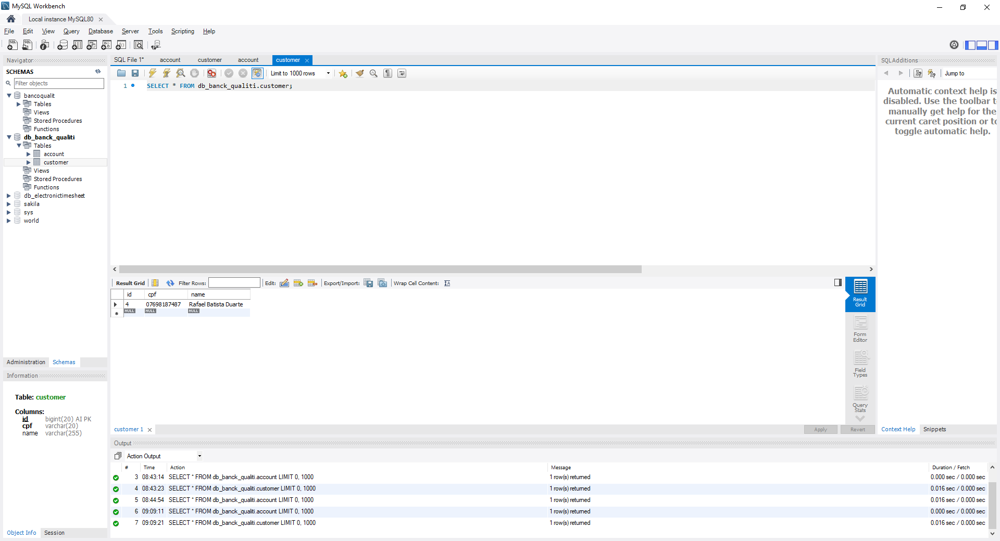 MySQL Workbench
Local instance MySQL80
File Edit View Query Database Server Tools Scripting Help
Navigator
SCHEMAS
Filter objects
bancoqualit
Tables
Views
Stored Procedures
Functions
db_banck_qualiti
Tables
account
customer
Views
Stored Procedures
Functions
db_electronictimesheet
sakila
sys
world
Administration Schemas
Information
Table: customer
Columns:
id bigint(20) AI PK
cpf varchar(20)
name varchar(255)
Object Info Session
SQL File 1* account customer account customer
Limit to 1000 rows
1 SELECT * FROM db_banck_qualiti.customer;
Result Grid Filter Rows: Edit: Export/Import: Wrap Cell Content:
id cpf name
4 07698187487 Rafael Batista Duarte
NULL NULL NULL
Result
Grid
Form
Editor
Field
Types
Query
Stats
customer 1 Apply Revert
SQLAdditions
Jump to
Automatic context help is
disabled. Use the toolbar t
manually get help for the
current caret position or to
toggle automatic help.
Context Help Snippets
Output
Action Output
# Time Action Message Duration / Fetch
3 08:43:14 SELECT * FROM db_banck_qualiti.account LIMIT 0, 1000 1 row(s) returned 0.000 sec / 0.000 sec
4 08:43:23 SELECT * FROM db_banck_qualiti.customer LIMIT 0, 1000 1 row(s) returned 0.016 sec / 0.000 sec
5 08:44:54 SELECT * FROM db_banck_qualiti.account LIMIT 0, 1000 1 row(s) returned 0.016 sec / 0.000 sec
6 09:09:11 SELECT * FROM db_banck_qualiti.account LIMIT 0, 1000 1 row(s) returned 0.000 sec / 0.000 sec
7 09:09:21 SELECT * FROM db_banck_qualiti.customer LIMIT 0, 1000 1 row(s) returned 0.016 sec / 0.000 sec